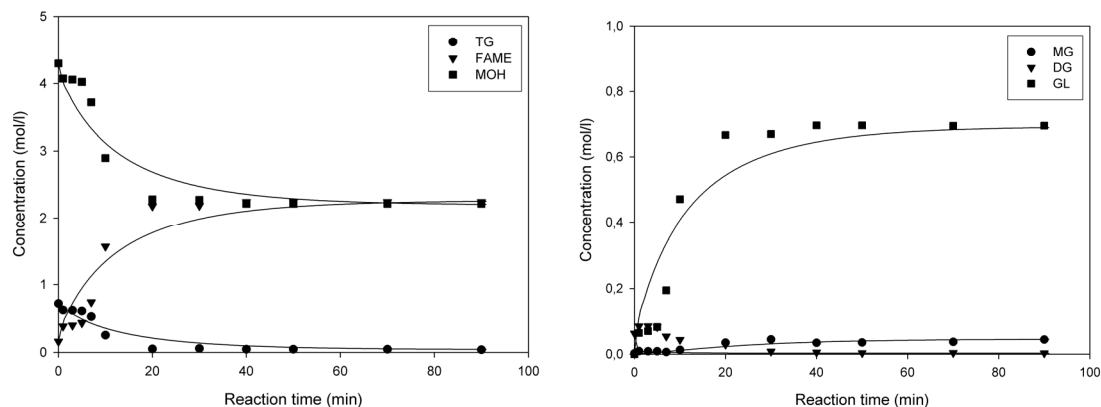 5
4
3
2
1
0
Concentration (mol/l)
0
20
40
60
80
100
Reaction time (min)
TG
FAME
MOH
1,0
0,8
0,6
0,4
0,2
0,0
Concentration (mol/l)
0
20
40
60
80
100
Reaction time (min)
MG
DG
GL